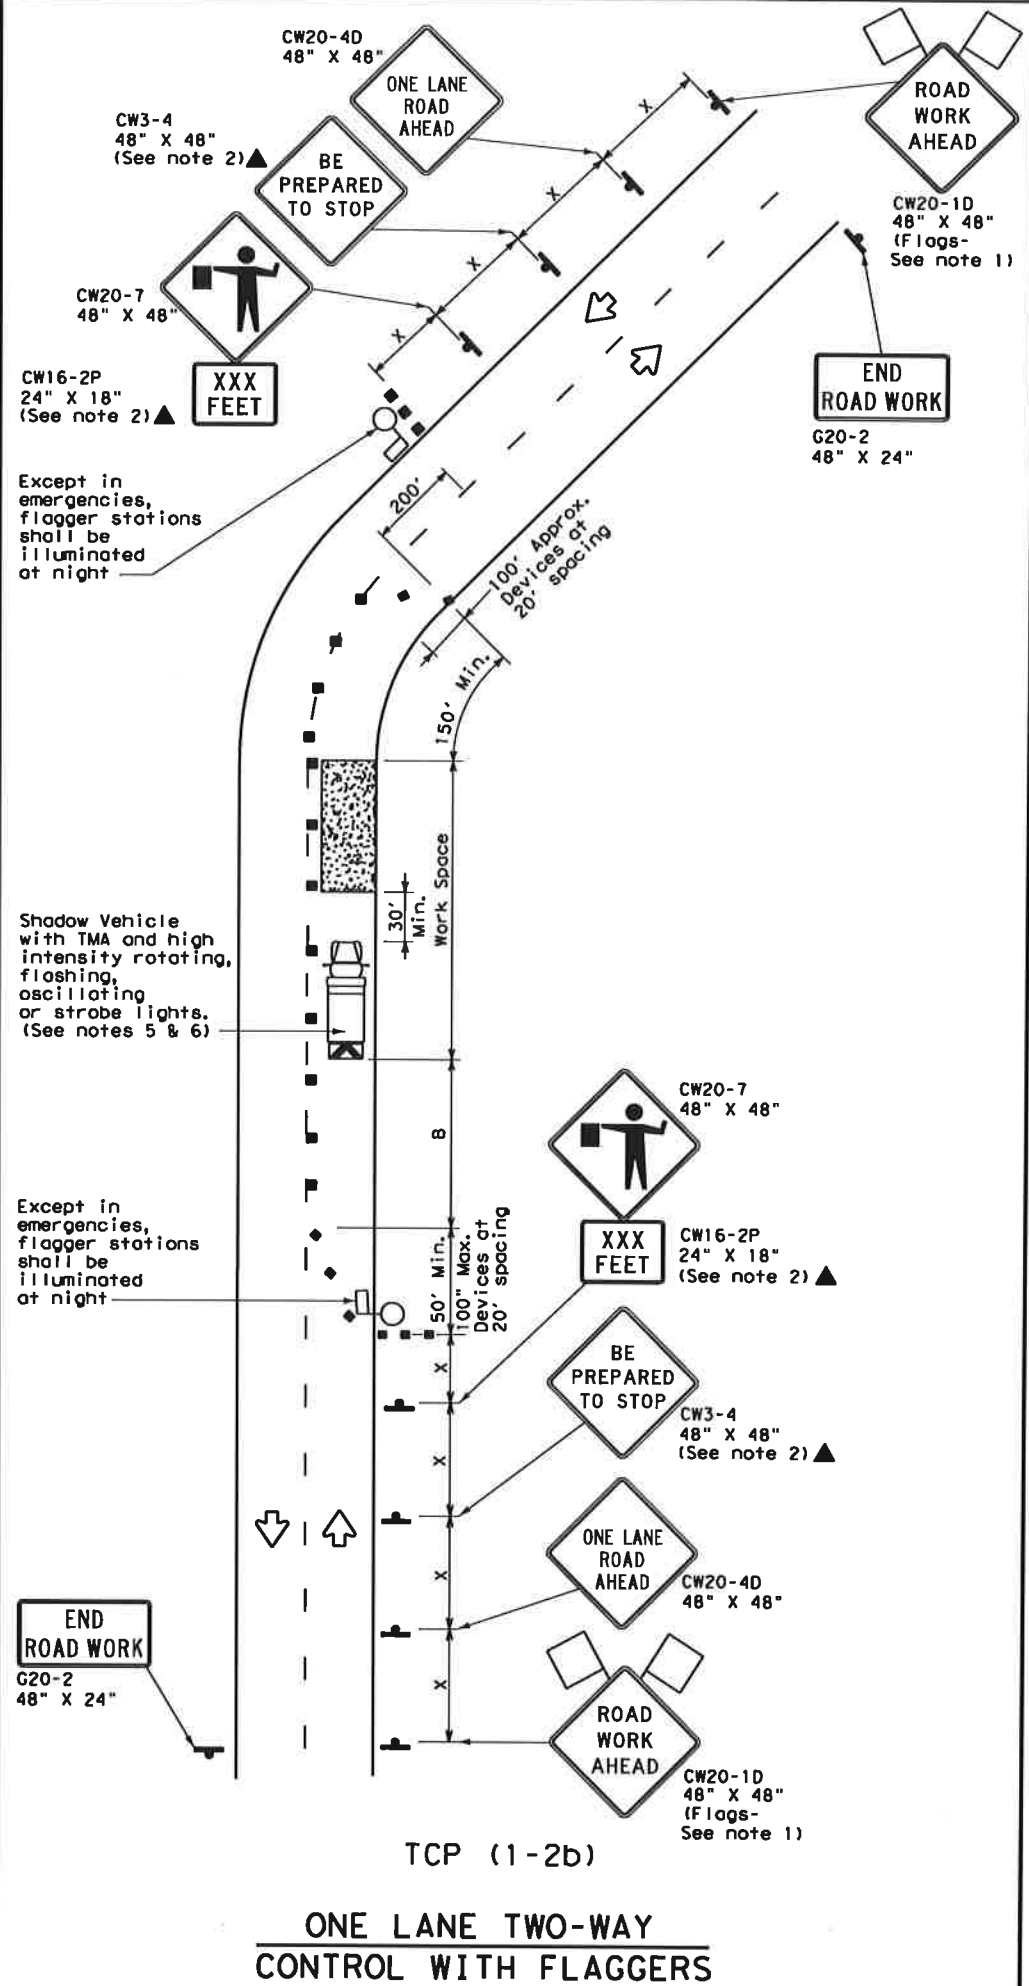 CW20-4D
48" X 48"
ONE LANE
ROAD
AHEAD
ROAD
WORK
AHEAD
CW20-1D
48" X 48"
(Flags-
See note 1)
CW3-4
48" X 48"
(See note 2)▲
BE
PREPARED
TO STOP
X
X
X
X
CW20-7
48" X 48"
CW16-2P
24" X 18"
(See note 2)▲
XXX
FEET
END
ROAD WORK
G20-2
48" X 24"
Except in
emergencies,
flagger stations
shall be
illuminated
at night
200'
100' Approx.
Devices at
20' spacing
150' Min.
Work Space
30'
Min.
Shadow Vehicle
with TMA and high
intensity rotating,
flashing,
oscillating
or strobe lights.
(See notes 5 & 6)
B
CW20-7
48" X 48"
XXX
FEET
CW16-2P
24" X 18"
(See note 2)▲
Except in
emergencies,
flagger stations
shall be
illuminated
at night
50' Min.
100" Max.
Devices at
20' spacing
X
X
X
X
BE
PREPARED
TO STOP
CW3-4
48" X 48"
(See note 2)▲
ONE LANE
ROAD
AHEAD
CW20-4D
48" X 48"
END
ROAD WORK
G20-2
48" X 24"
ROAD
WORK
AHEAD
CW20-1D
48" X 48"
(Flags-
See note 1)
TCP (1-2b)
ONE LANE TWO-WAY
CONTROL WITH FLAGGERS